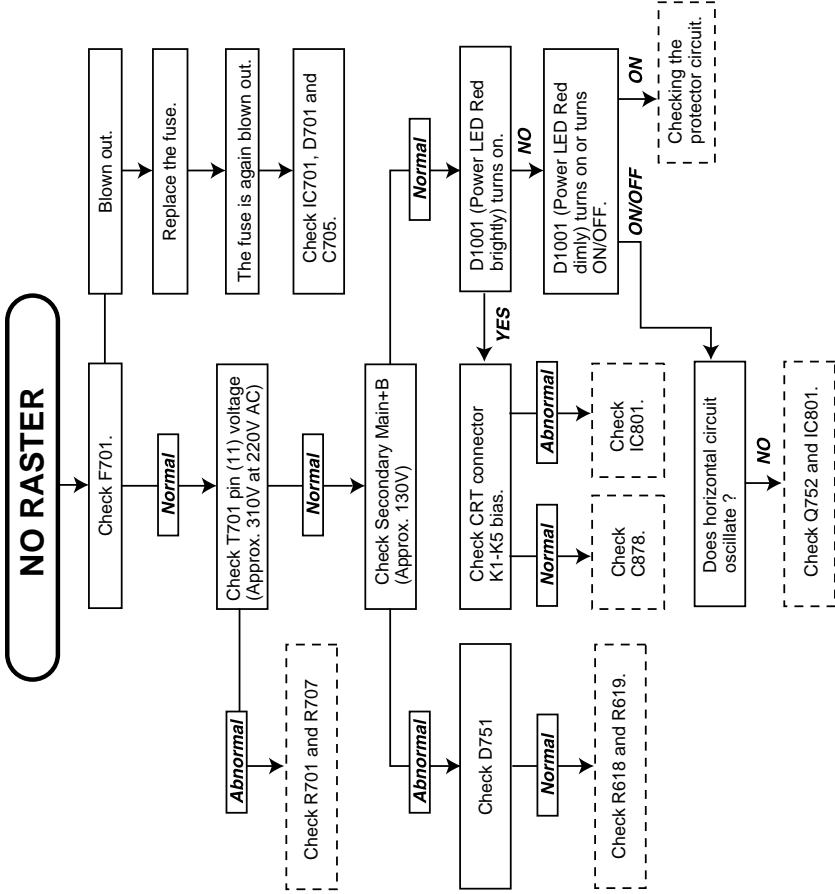 NO RASTER
Check F701.
Blown out.
Replace the fuse.
The fuse is again blown out.
Check IC701, D701 and
C705.
Normal
Check T701 pin (11) voltage
(Approx. 310V at 220V AC)
Abnormal
Check R701 and R707
Normal
Check Secondary Main+B
(Approx. 130V)
Abnormal
Check D751
Normal
Check R618 and R619.
Normal
D1001 (Power LED Red
brightly) turns on.
YES
Check CRT connector
K1-K5 bias.
Normal
Check
C878.
Abnormal
Check
IC801.
NO
D1001 (Power LED Red
dimly) turns on or turns
ON/OFF.
ON/OFF
Does horizontal circuit
oscillate ?
NO
Check Q752 and IC801.
ON
Checking the
protector circuit.